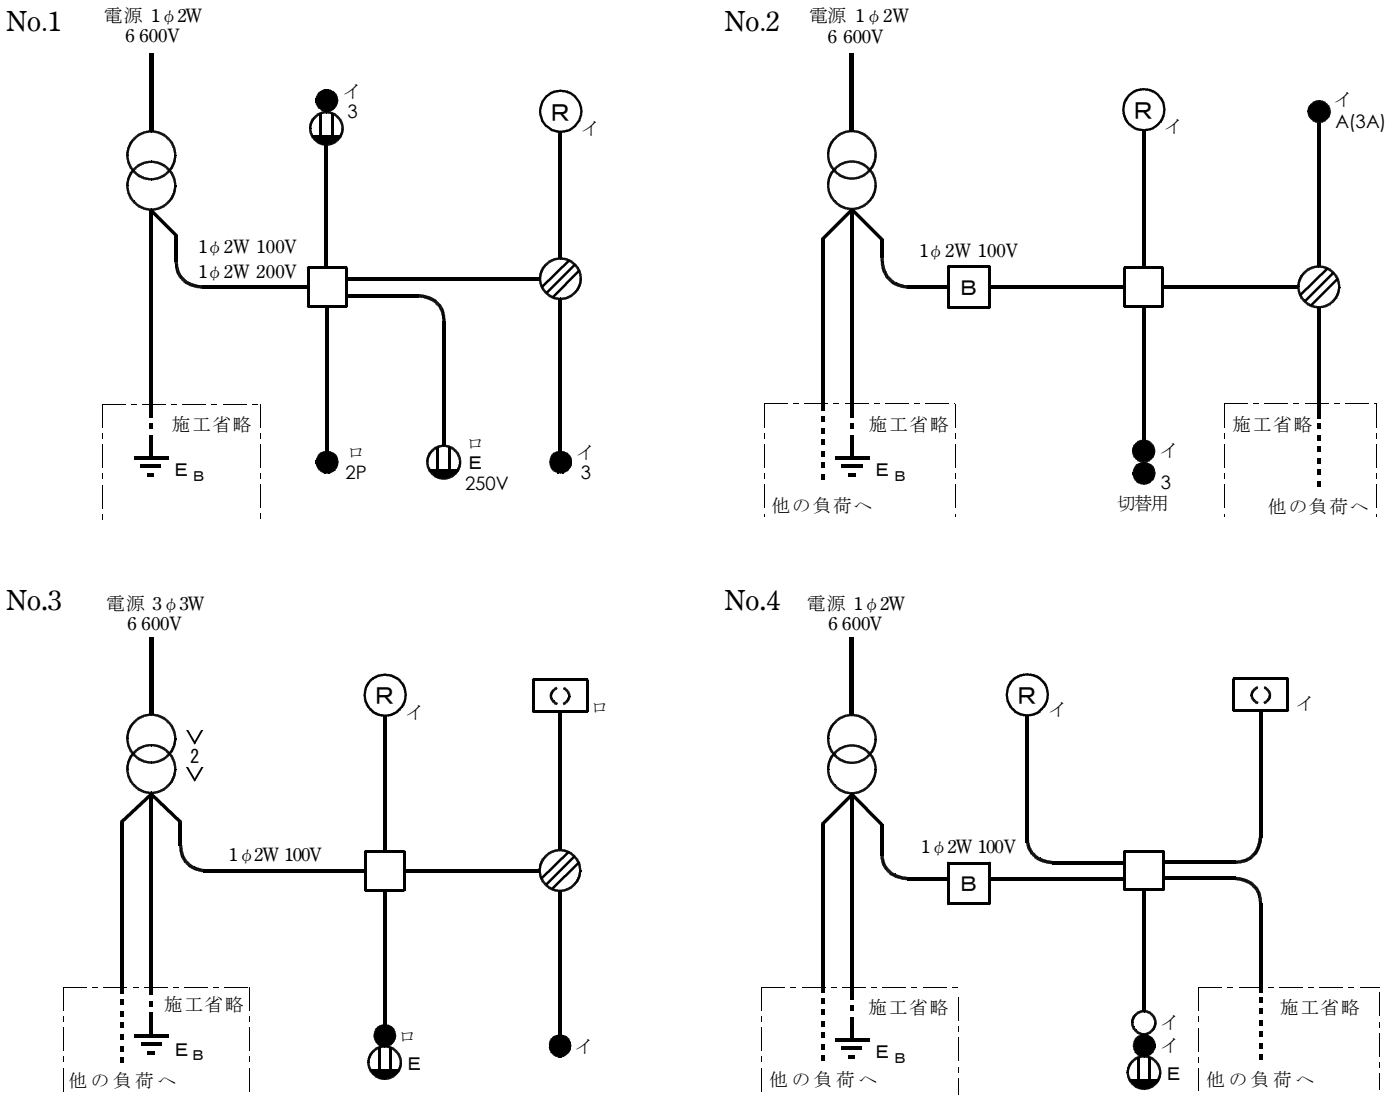 No.1
電源 1φ2W
6 600V
イ
3
R
イ
1φ2W 100V
1φ2W 200V
施工省略
EB
ロ
2P
ロ
E
250V
イ
3
No.2
電源 1φ2W
6 600V
R
イ
イ
A(3A)
1φ2W 100V
B
施工省略
EB
他の負荷へ
イ
3
切替用
施工省略
他の負荷へ
No.3
電源 3φ3W
6 600V
V
2
V
R
イ
( )
ロ
1φ2W 100V
施工省略
EB
他の負荷へ
ロ
E
イ
No.4
電源 1φ2W
6 600V
R
イ
( )
イ
1φ2W 100V
B
施工省略
EB
他の負荷へ
イ
イ
E
施工省略
他の負荷へ